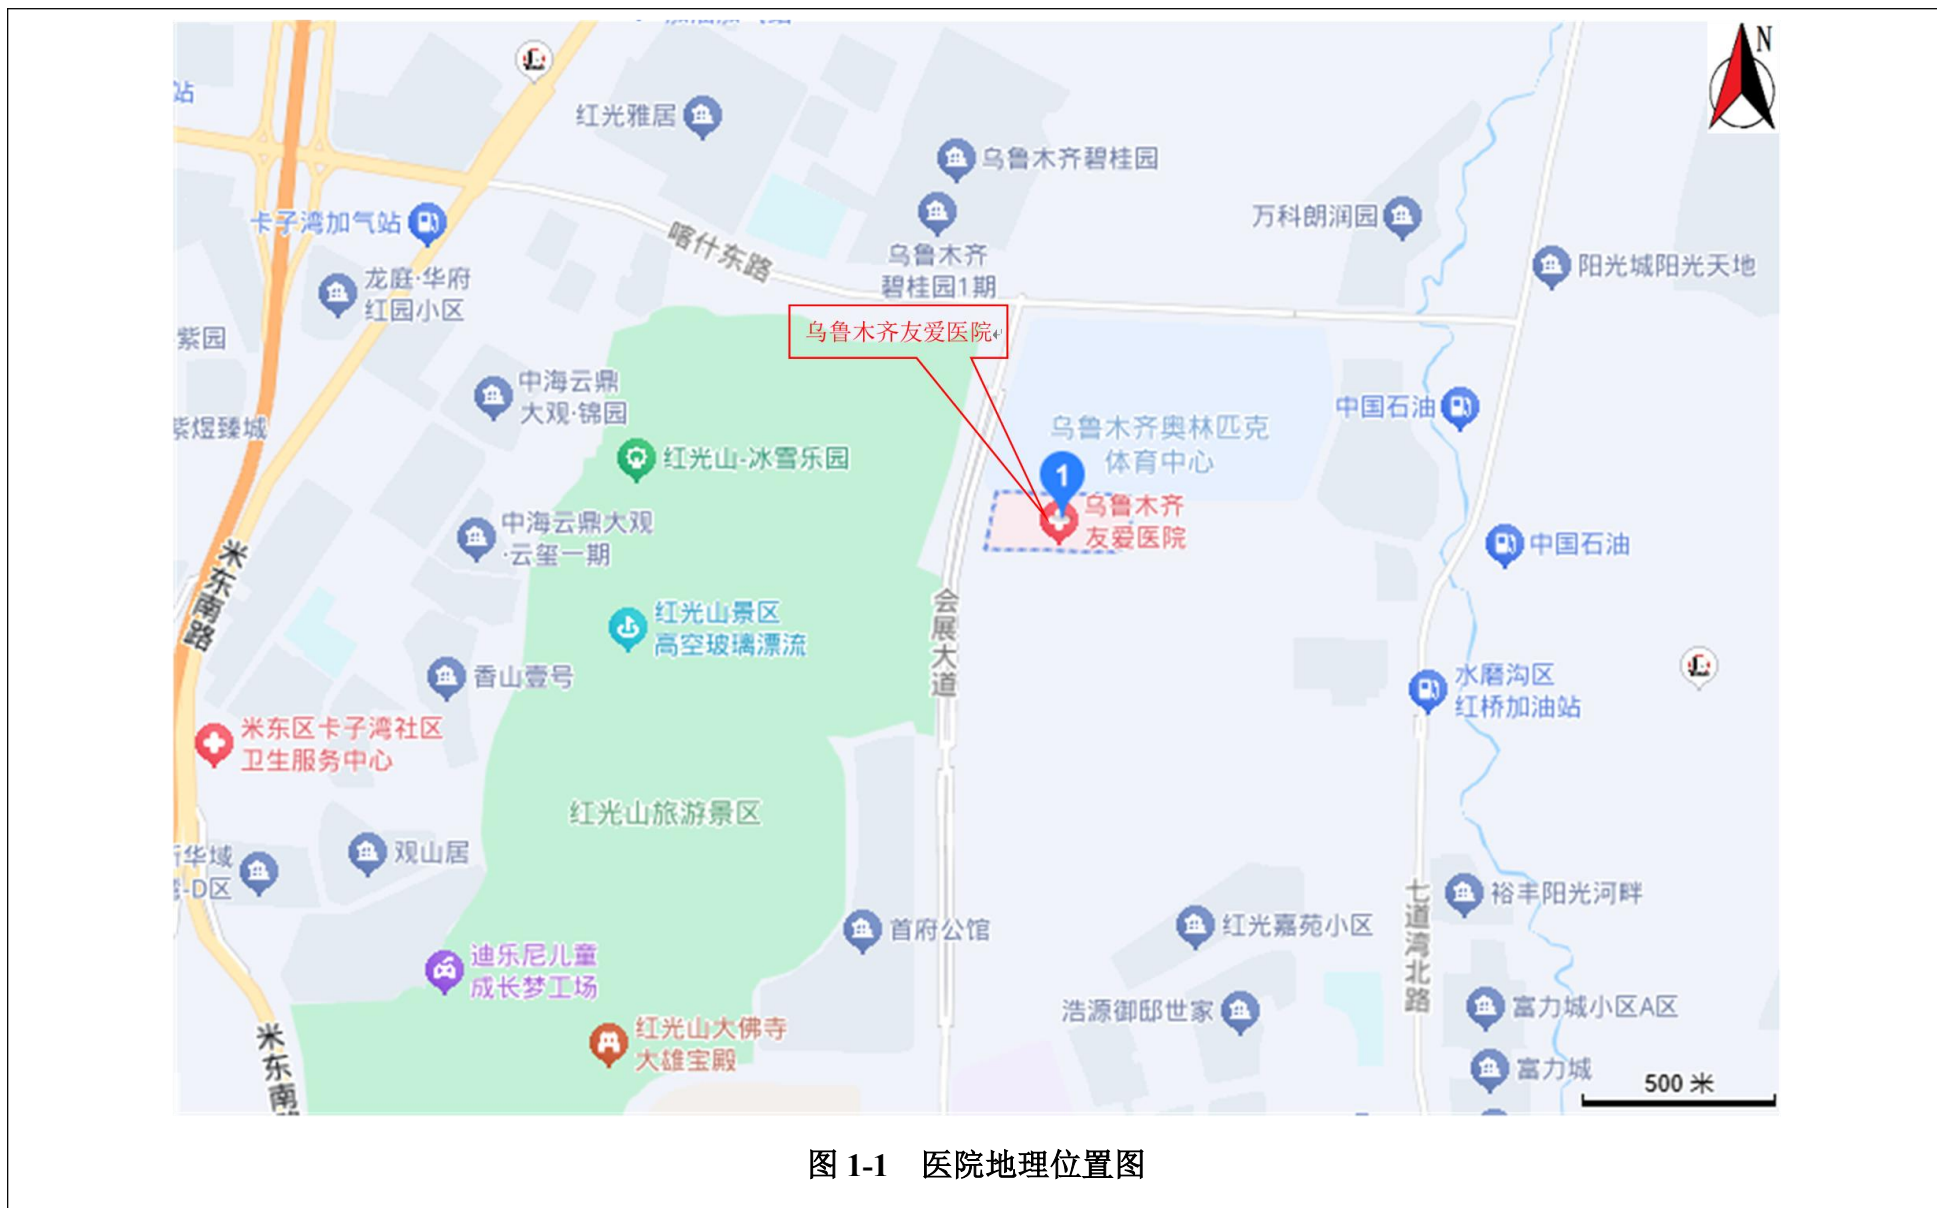 N
站
红光雅居
乌鲁木齐碧桂园
卡子湾加气站
喀什东路
乌鲁木齐
碧桂园1期
万科朗润园
阳光城阳光天地
龙庭·华府
红园小区
紫园
乌鲁木齐友爱医院
中海云鼎
大观·锦园
紫煜臻城
中国石油
乌鲁木齐奥林匹克
体育中心
红光山-冰雪乐园
1
乌鲁木齐
友爱医院
中海云鼎大观
·云玺一期
中国石油
米东南路
会展大道
红光山景区
高空玻璃漂流
香山壹号
水磨沟区
红桥加油站
米东区卡子湾社区
卫生服务中心
红光山旅游景区
华域
-D区
观山居
七道湾北路
裕丰阳光河畔
首府公馆
红光嘉苑小区
迪乐尼儿童
成长梦工场
浩源御邸世家
富力城小区A区
红光山大佛寺
大雄宝殿
米东南
富力城
500 米
图 1-1 医院地理位置图